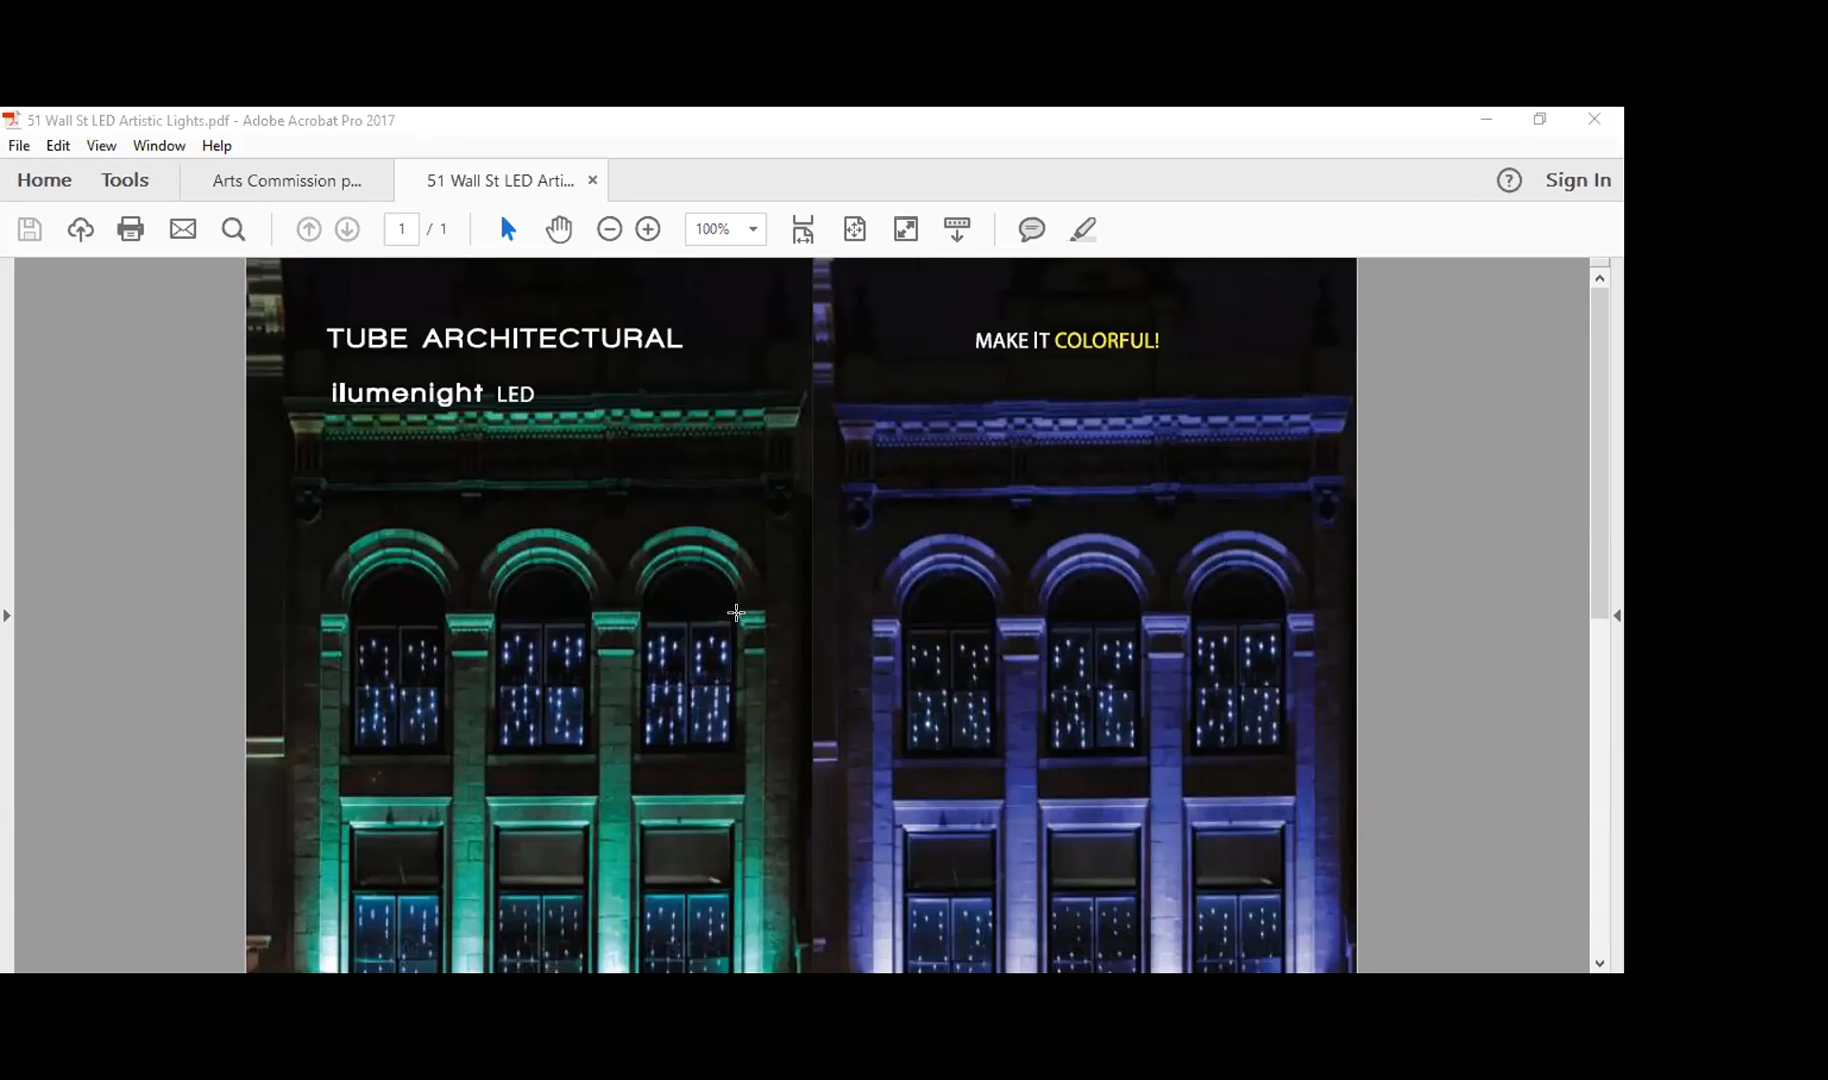 51 Wall St LED Artistic Lights.pdf - Adobe Acrobat Pro 2017
File Edit View Window Help
Home Tools Arts Commission p... 51 Wall St LED Arti... × Sign In
1 / 1 100%
TUBE ARCHITECTURAL
MAKE IT COLORFUL!
ilumenight LED